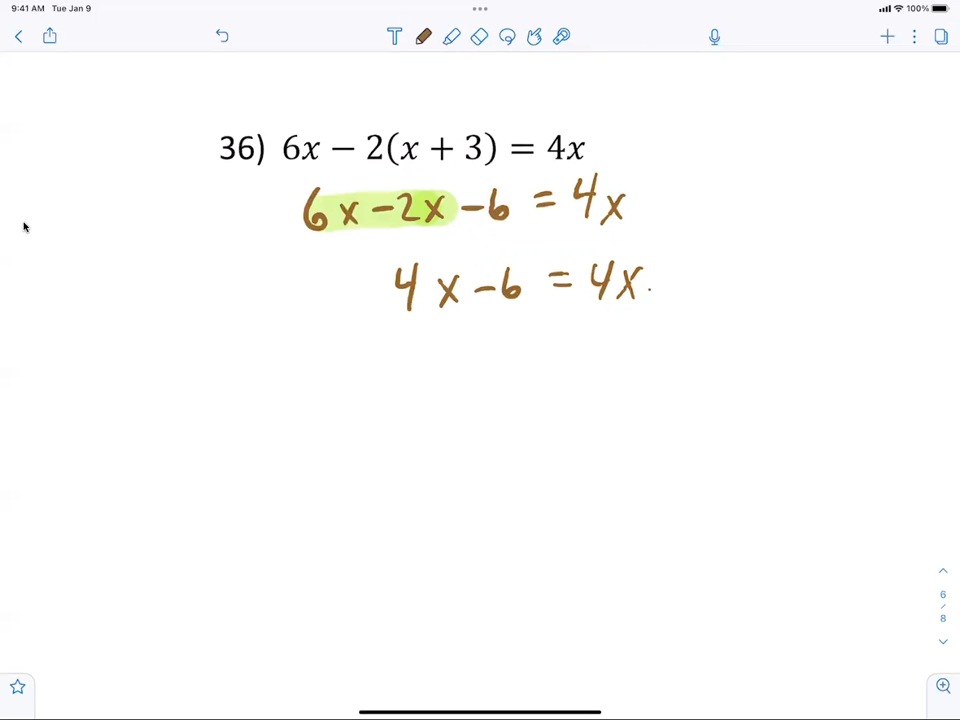 9:41 AM Tue Jan 9
100%
T
36) 6x − 2(x + 3) = 4x
6x −2x −6 = 4x
4x −6 = 4x
6
/
8